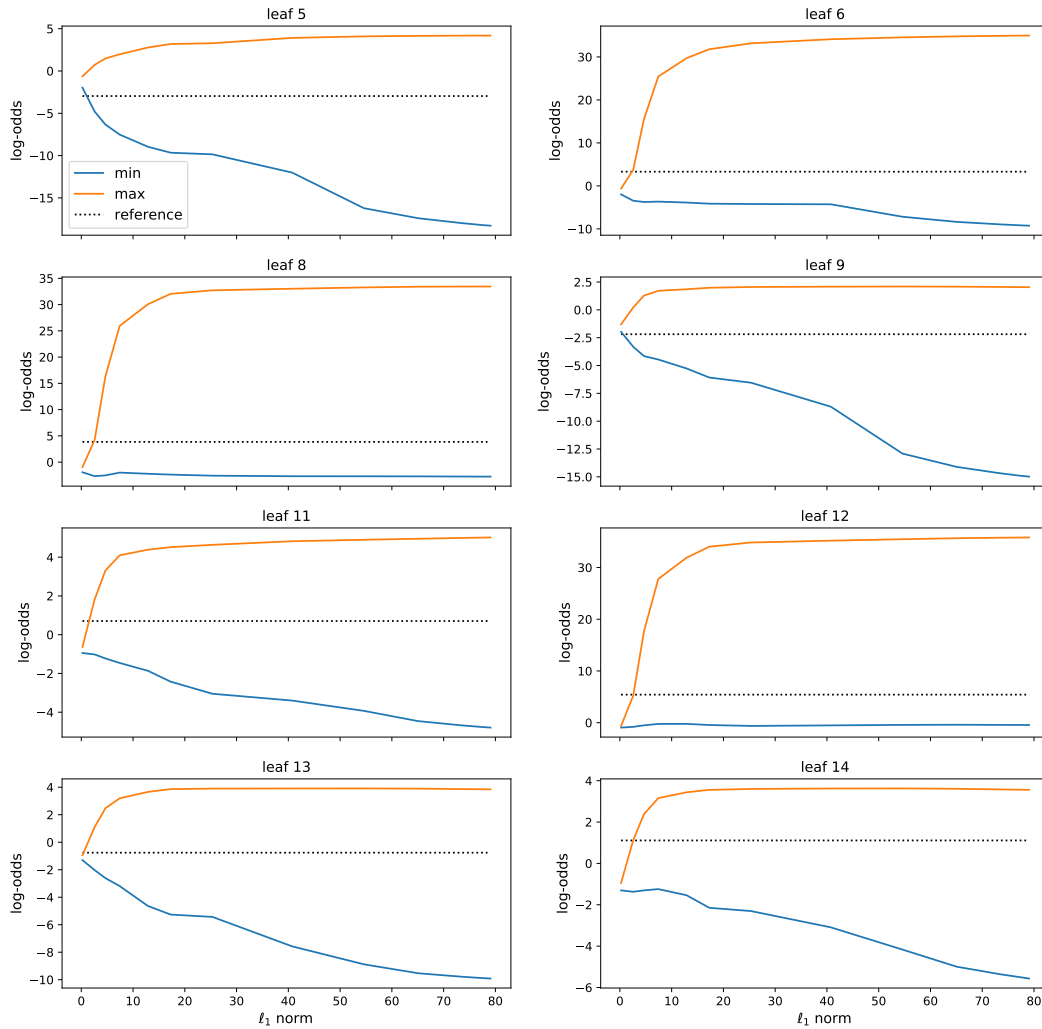 leaf 5
5
0
−5
−10
−15
log-odds
min
max
reference
leaf 6
30
20
10
0
−10
log-odds
leaf 8
35
30
25
20
15
10
5
0
log-odds
leaf 9
2.5
0.0
−2.5
−5.0
−7.5
−10.0
−12.5
−15.0
log-odds
leaf 11
4
2
0
−2
−4
log-odds
leaf 12
30
20
10
0
log-odds
leaf 13
4
2
0
−2
−4
−6
−8
−10
log-odds
0 10 20 30 40 50 60 70 80
ℓ₁ norm
leaf 14
4
2
0
−2
−4
−6
log-odds
0 10 20 30 40 50 60 70 80
ℓ₁ norm